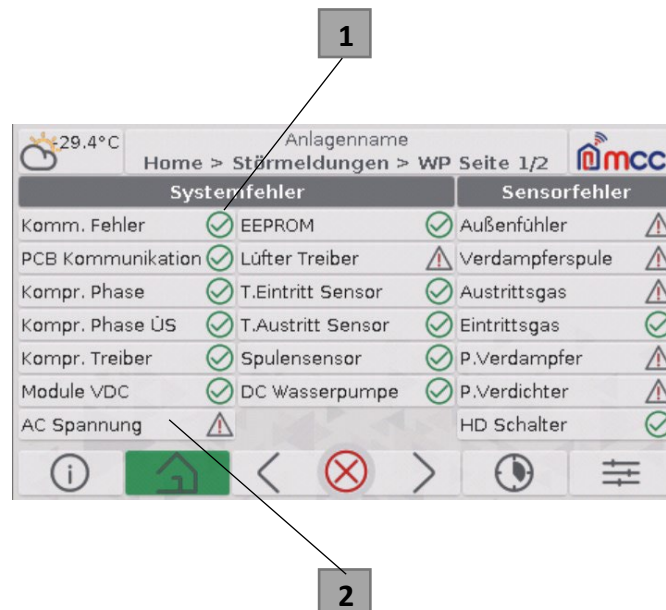 1
-29.4°C
Anlagenname
Home > Störmeldungen > WP Seite 1/2
mcc
Systemfehler
Sensorfehler
Komm. Fehler EEPROM Außenfühler
PCB Kommunikation Lüfter Treiber Verdampferspule
Kompr. Phase T.Eintritt Sensor Austrittsgas
Kompr. Phase ÜS T.Austritt Sensor Eintrittsgas
Kompr. Treiber Spulensensor P.Verdampfer
Module VDC DC Wasserpumpe P.Verdichter
AC Spannung HD Schalter
2